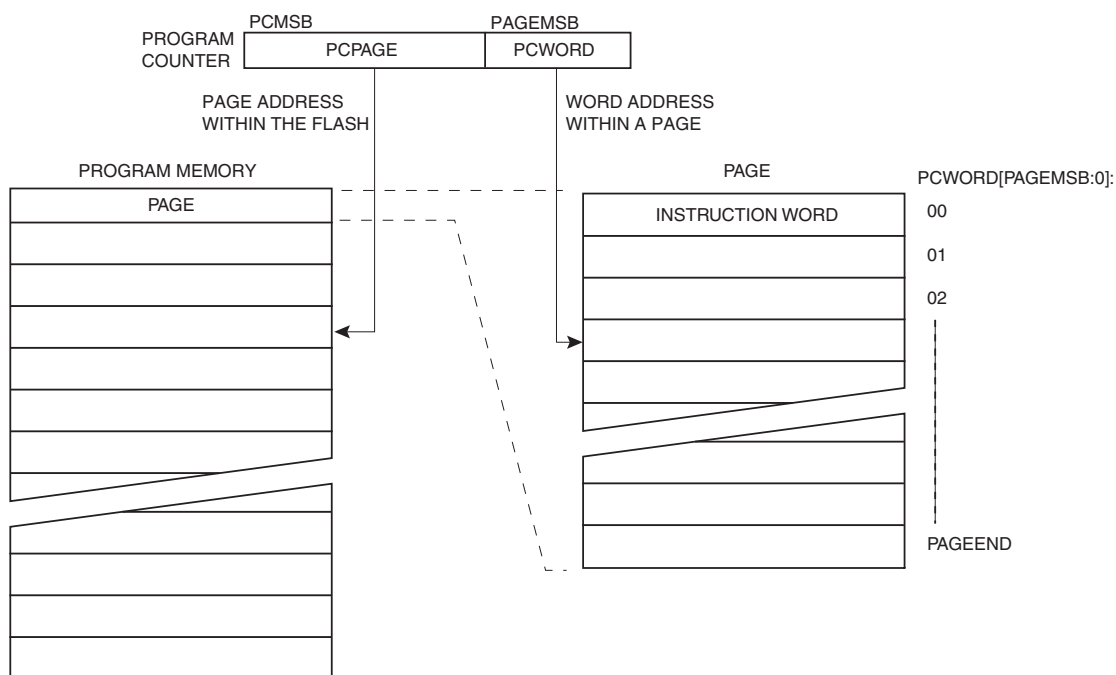 PCMSB
PAGEMSB
PROGRAM
COUNTER
PCPAGE
PCWORD
PAGE ADDRESS
WITHIN THE FLASH
WORD ADDRESS
WITHIN A PAGE
PROGRAM MEMORY
PAGE
PAGE
INSTRUCTION WORD
PCWORD[PAGEMSB:0]:
00
01
02
PAGEEND